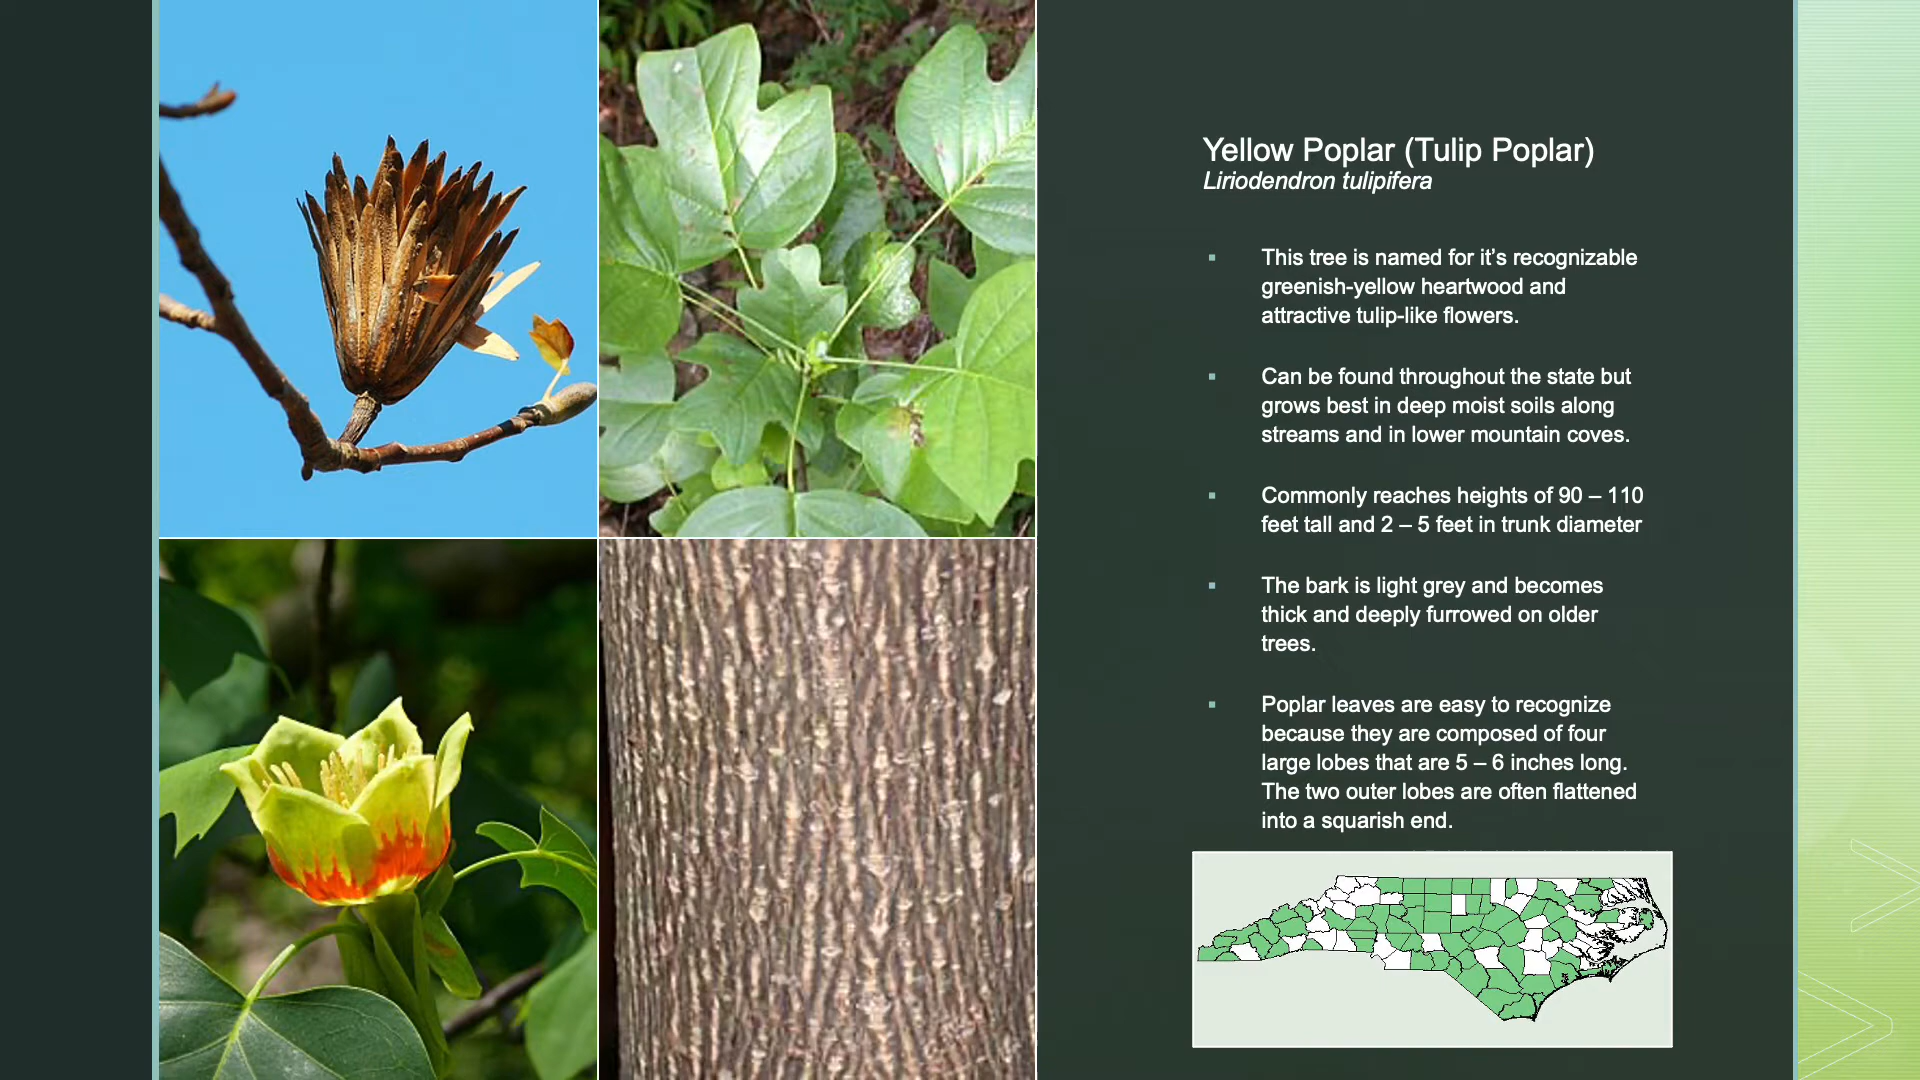 Yellow Poplar (Tulip Poplar)
Liriodendron tulipifera
This tree is named for it’s recognizable
greenish-yellow heartwood and
attractive tulip-like flowers.
Can be found throughout the state but
grows best in deep moist soils along
streams and in lower mountain coves.
Commonly reaches heights of 90 – 110
feet tall and 2 – 5 feet in trunk diameter
The bark is light grey and becomes
thick and deeply furrowed on older
trees.
Poplar leaves are easy to recognize
because they are composed of four
large lobes that are 5 – 6 inches long.
The two outer lobes are often flattened
into a squarish end.